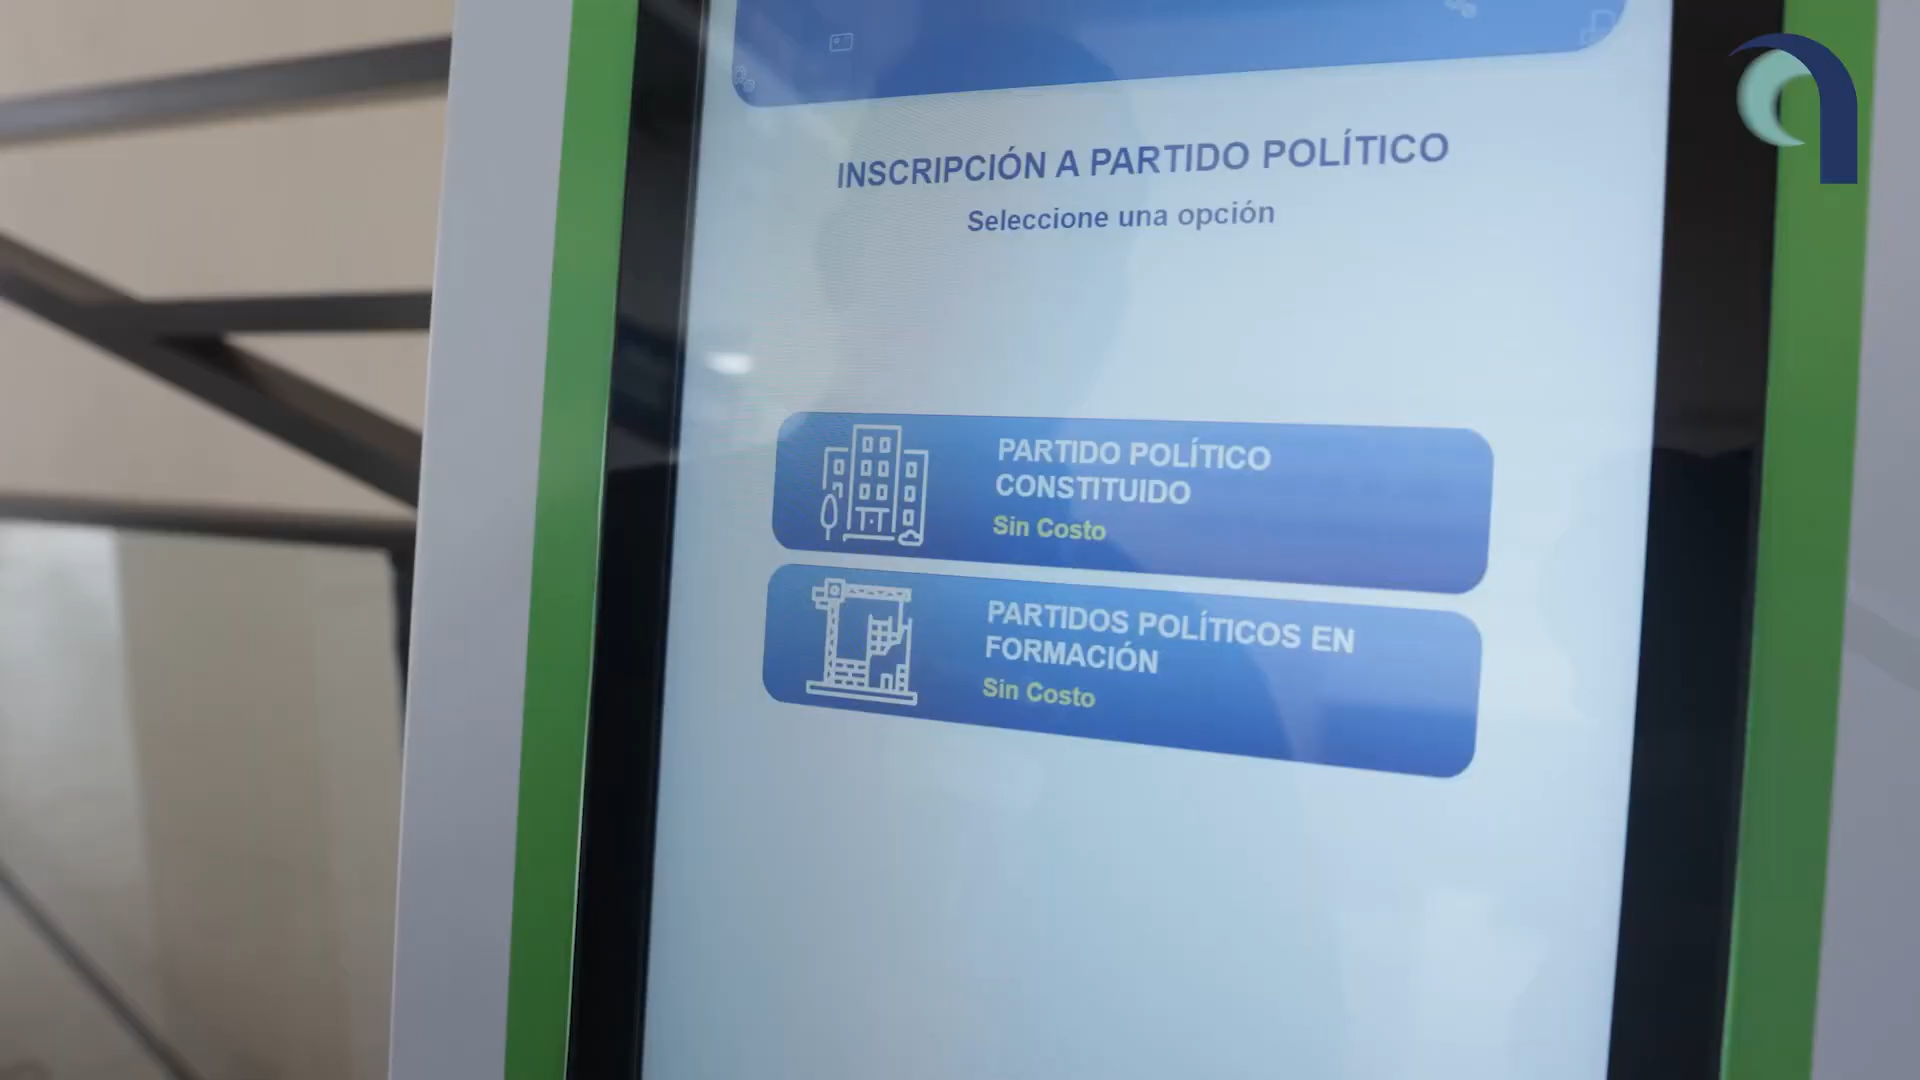 INSCRIPCIÓN A PARTIDO POLÍTICO
Seleccione una opción
PARTIDO POLÍTICO
CONSTITUIDO
Sin Costo
PARTIDOS POLÍTICOS EN
FORMACIÓN
Sin Costo